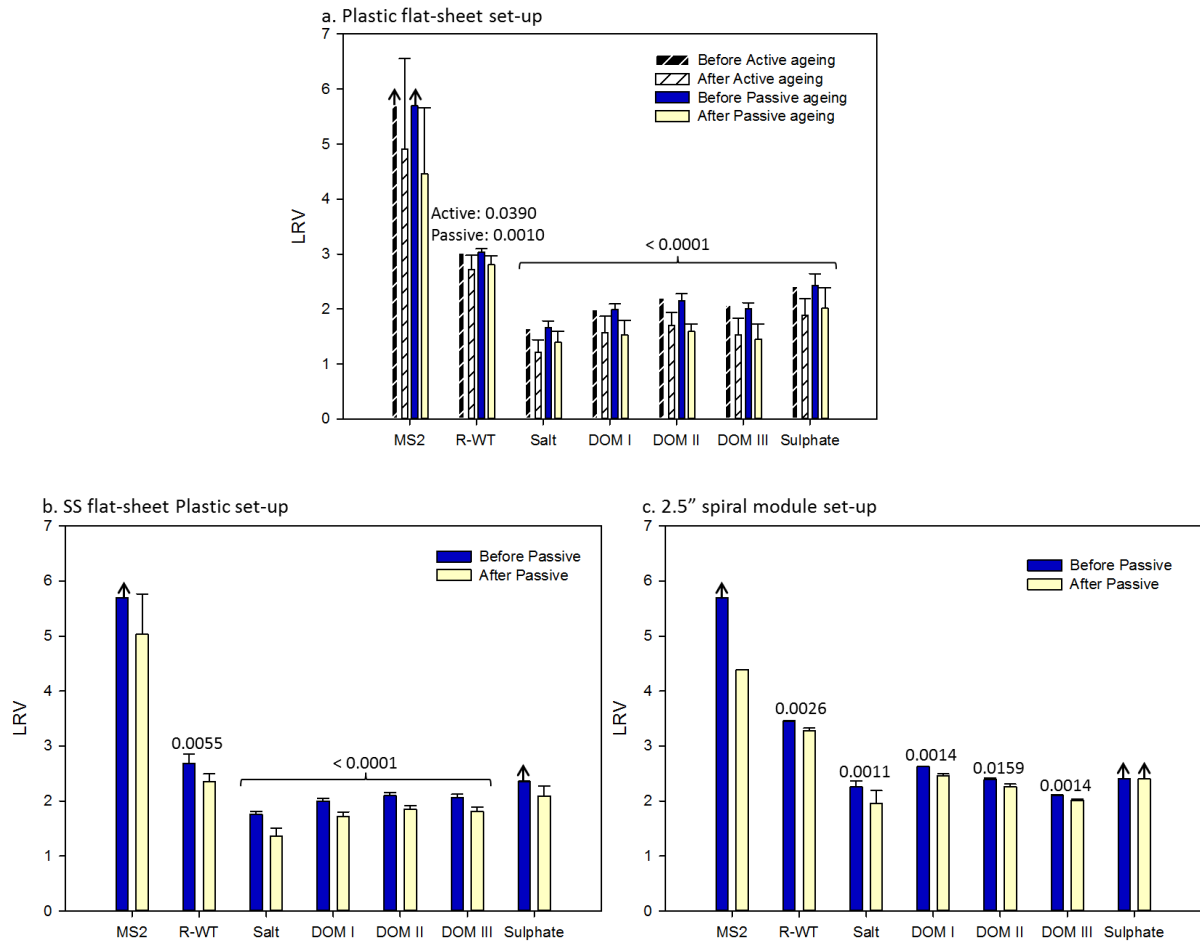 a. Plastic flat-sheet set-up
7
6
5
4
3
2
1
0
LRV
Before Active ageing
After Active ageing
Before Passive ageing
After Passive ageing
Active: 0.0390
Passive: 0.0010
< 0.0001
MS2 R-WT Salt DOM I DOM II DOM III Sulphate
b. SS flat-sheet Plastic set-up
7
6
5
4
3
2
1
0
LRV
Before Passive
After Passive
0.0055
< 0.0001
MS2 R-WT Salt DOM I DOM II DOM III Sulphate
c. 2.5” spiral module set-up
7
6
5
4
3
2
1
0
LRV
Before Passive
After Passive
0.0026
0.0011
0.0014
0.0159
0.0014
MS2 R-WT Salt DOM I DOM II DOM III Sulphate